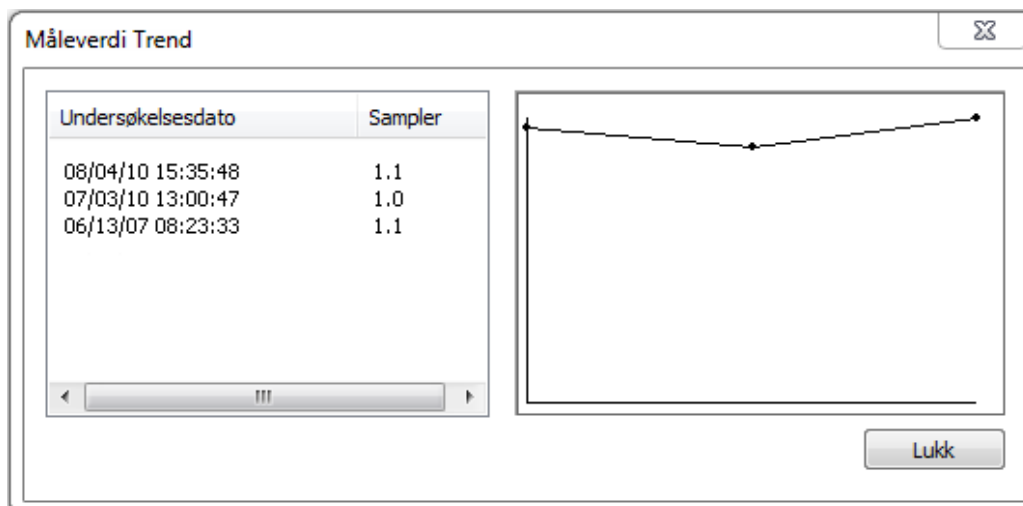 Måleverdi Trend
Undersøkelsesdato Sampler
08/04/10 15:35:48 1.1
07/03/10 13:00:47 1.0
06/13/07 08:23:33 1.1
Lukk